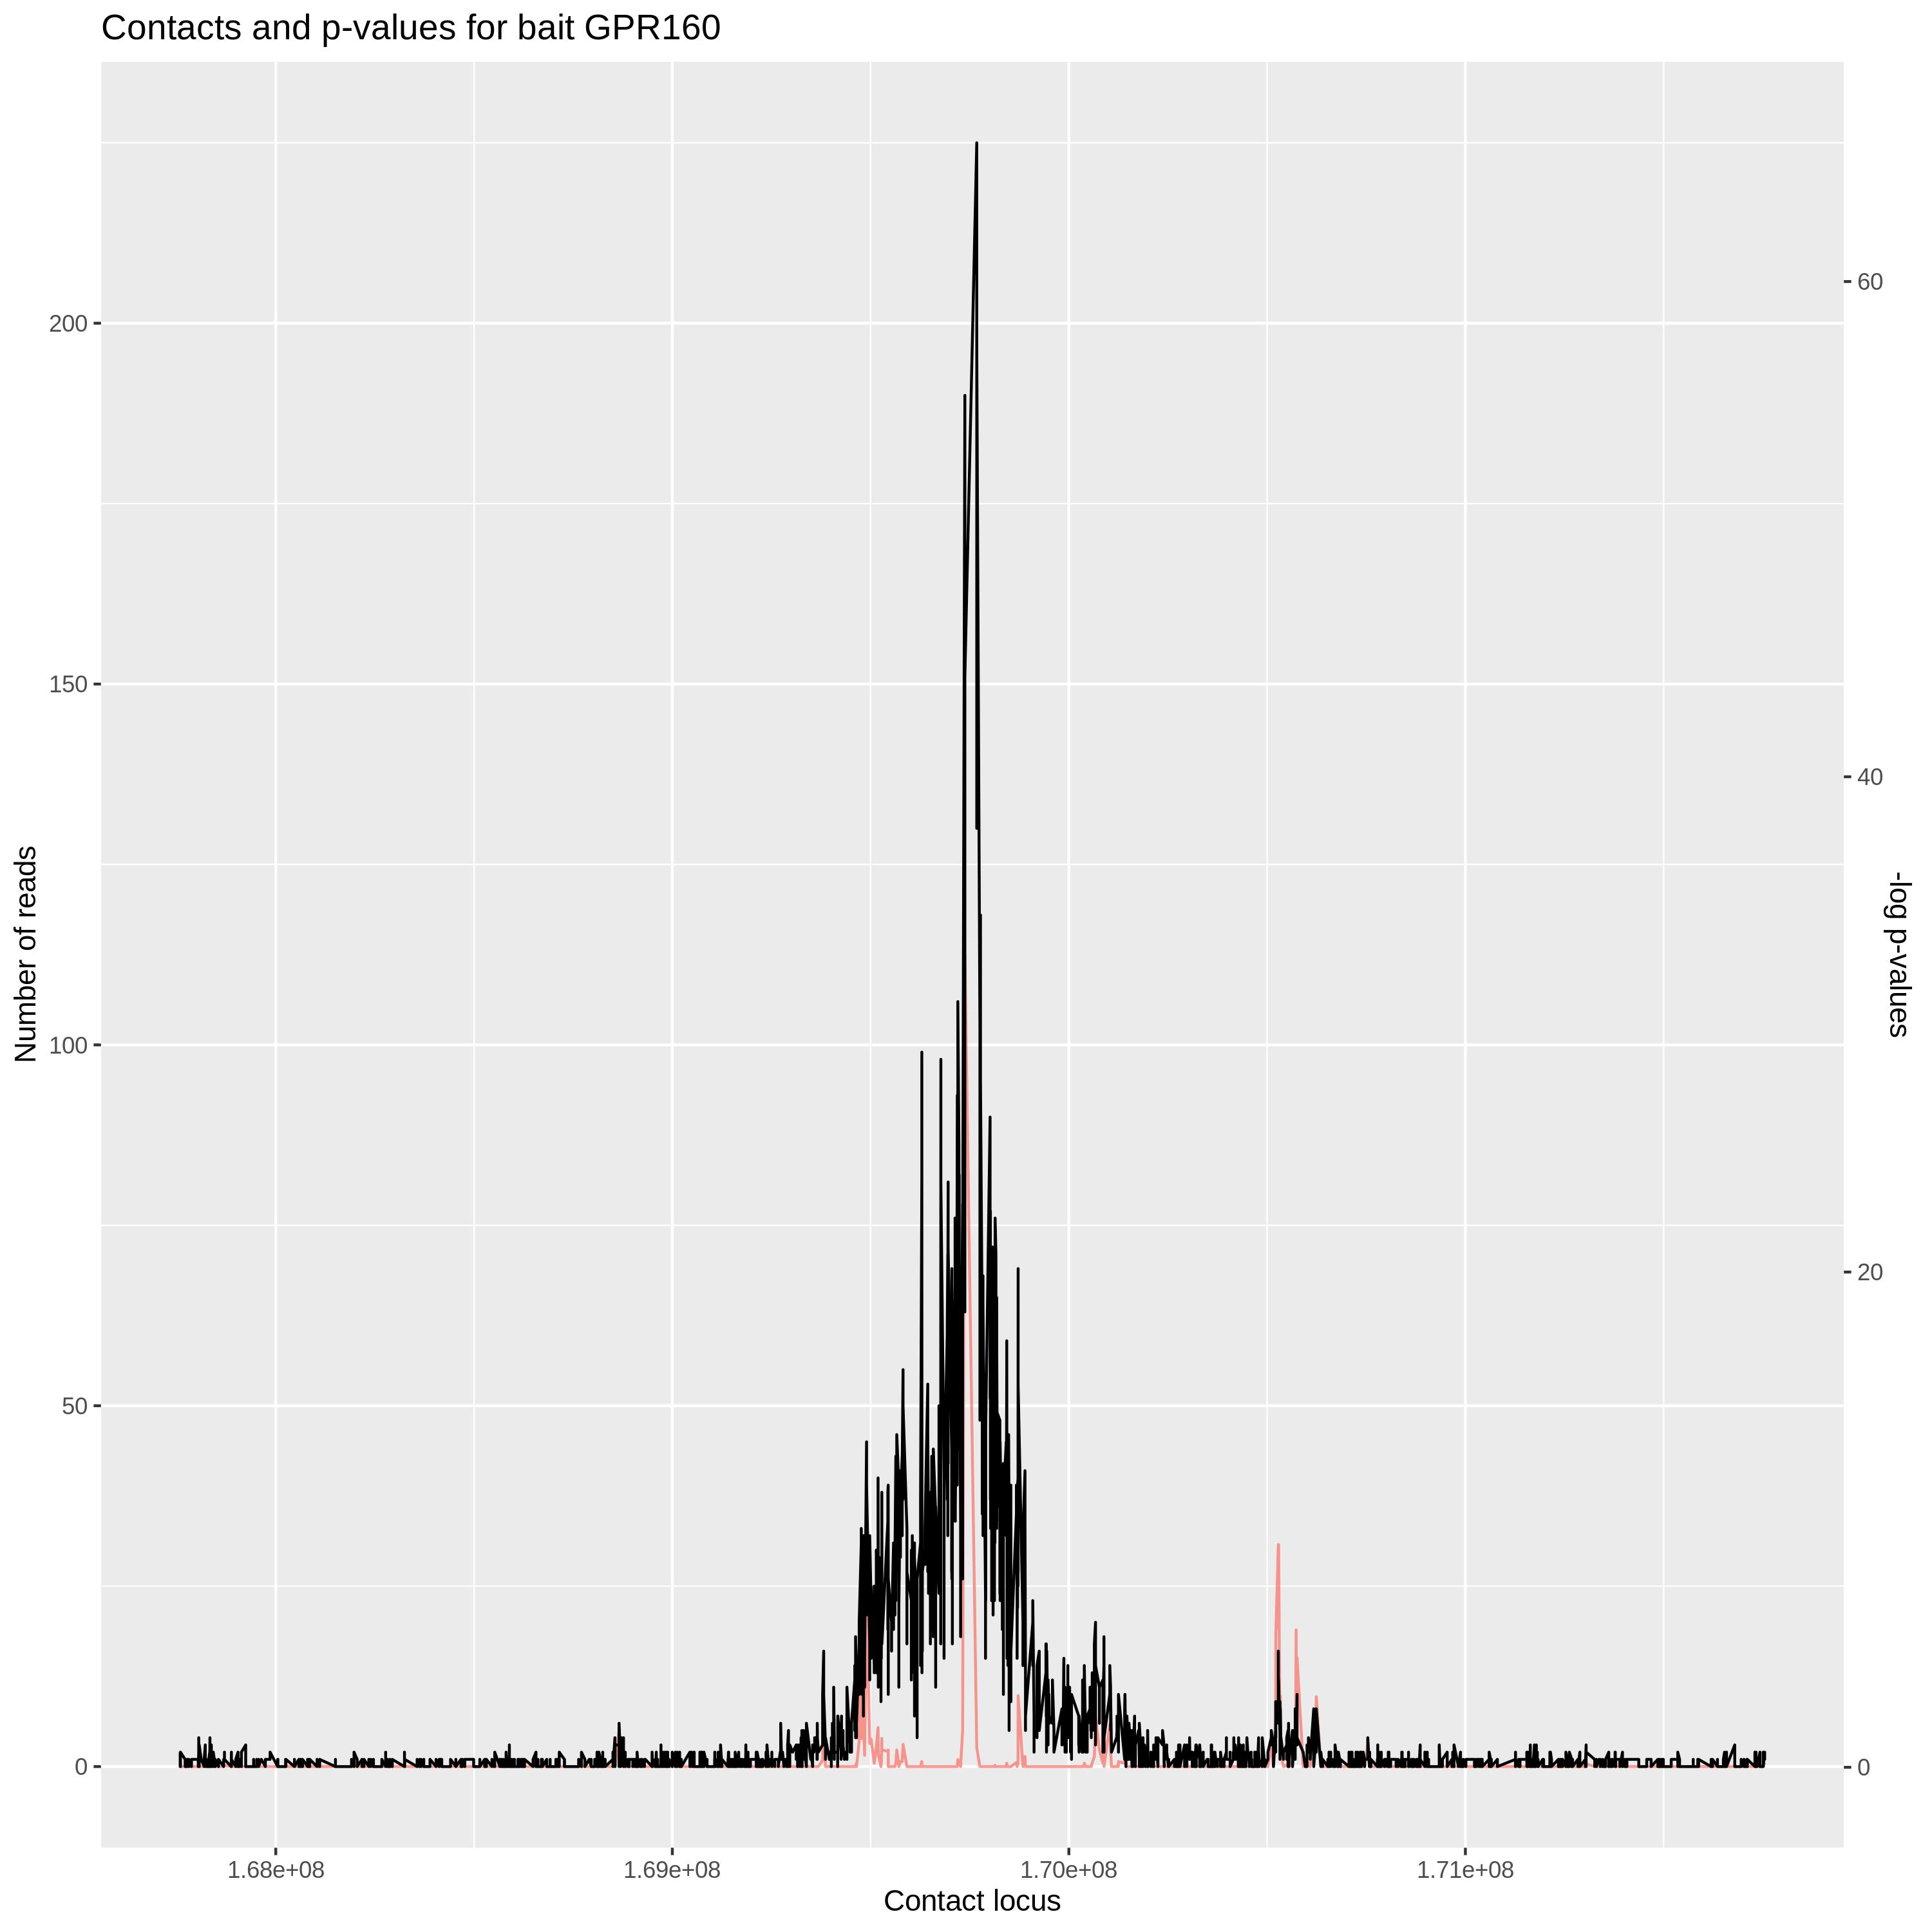 Contacts and p-values for bait GPR160
200
150
100
50
0
Number of reads
60
40
20
0
-log p-values
1.68e+08
1.69e+08
1.70e+08
1.71e+08
Contact locus